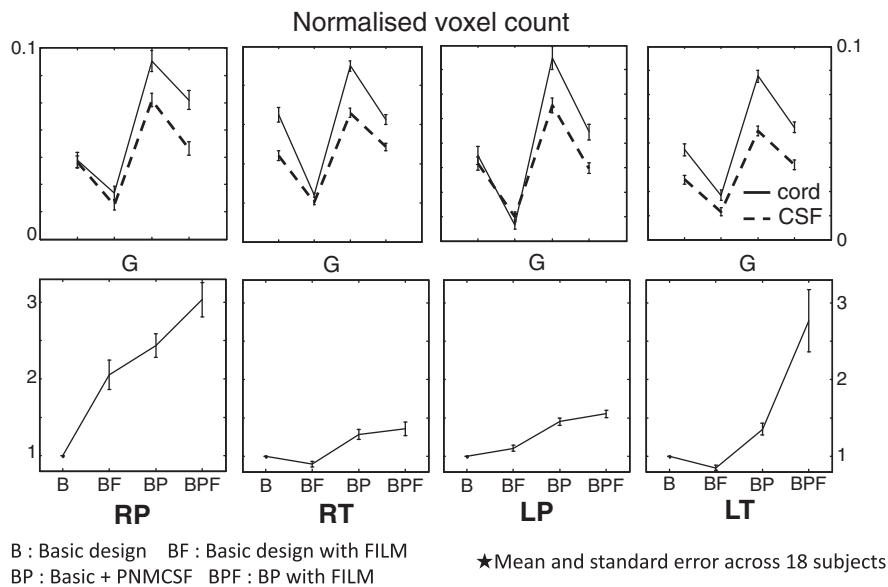 Normalised voxel count
0.1
0.1
0
0
cord
CSF
G
G
G
G
3
2
1
3
2
1
B BF BP BPF
B BF BP BPF
B BF BP BPF
B BF BP BPF
RP
RT
LP
LT
B : Basic design BF : Basic design with FILM
BP : Basic + PNMCSF BPF : BP with FILM
★Mean and standard error across 18 subjects